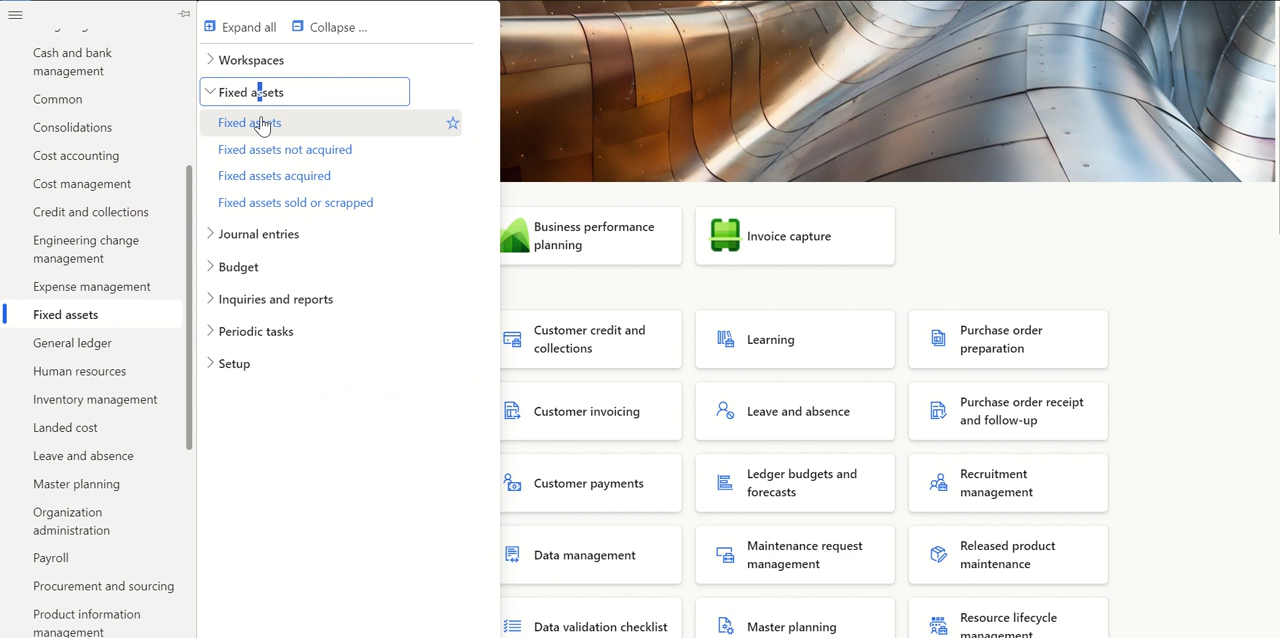 Cash and bank
management
Common
Consolidations
Cost accounting
Cost management
Credit and collections
Engineering change
management
Expense management
Fixed assets
General ledger
Human resources
Inventory management
Landed cost
Leave and absence
Master planning
Organization
administration
Payroll
Procurement and sourcing
Product information
management
Expand all
Collapse ...
Workspaces
Fixed assets
Fixed assets
Fixed assets not acquired
Fixed assets acquired
Fixed assets sold or scrapped
Journal entries
Budget
Inquiries and reports
Periodic tasks
Setup
Business performance
planning
Invoice capture
Customer credit and
collections
Learning
Purchase order
preparation
Customer invoicing
Leave and absence
Purchase order receipt
and follow-up
Customer payments
Ledger budgets and
forecasts
Recruitment
management
Data management
Maintenance request
management
Released product
maintenance
Data validation checklist
Master planning
Resource lifecycle
management